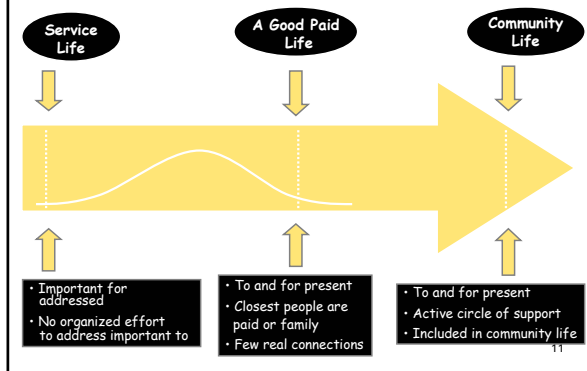 Service
Life
A Good Paid
Life
Community
Life
• Important for
addressed
• No organized effort
to address important to
• To and for present
• Closest people are
paid or family
• Few real connections
• To and for present
• Active circle of support
• Included in community life
11